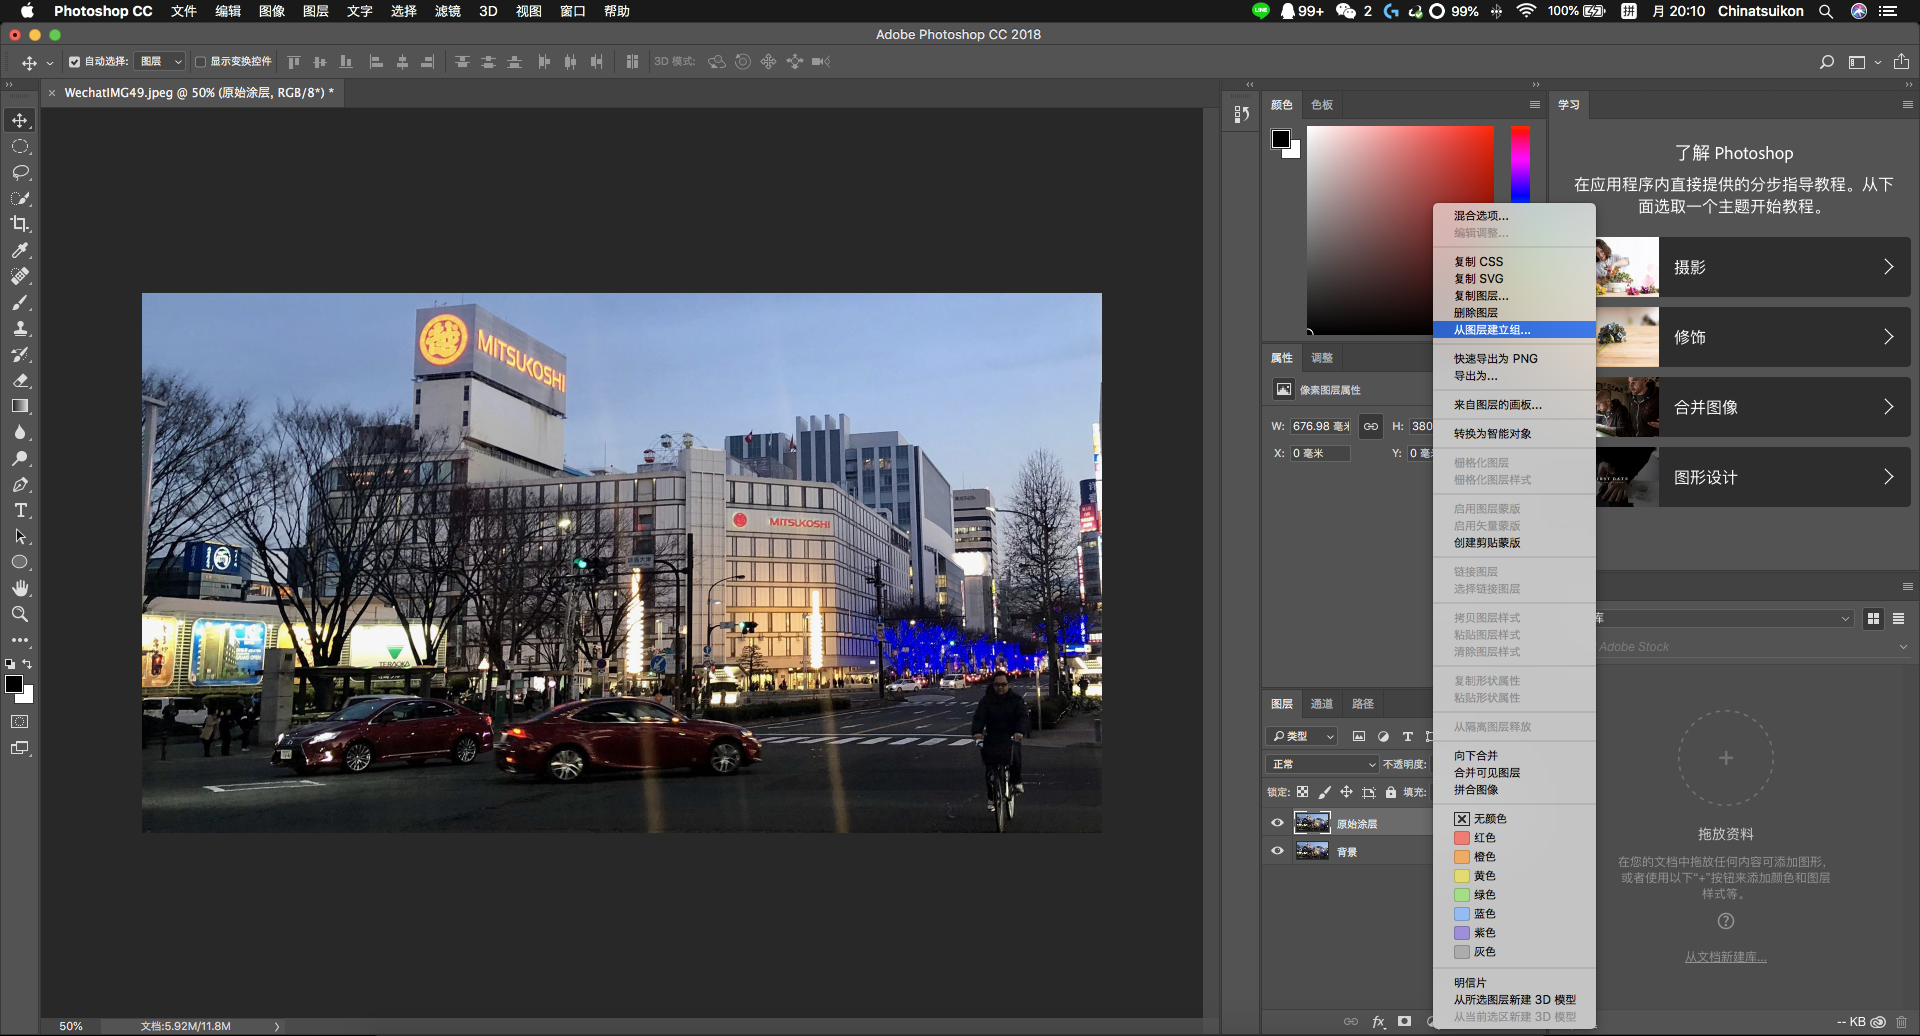 Photoshop CC 文件 编辑 图像 图层 文字 选择 滤镜 3D 视图 窗口 帮助 LINE 99+ 2 99% 100% 拼 月 20:10 Chinatsuikon
Adobe Photoshop CC 2018
自动选择: 图层 显示变换控件 3D 模式:
× WechatIMG49.jpeg @ 50% (原始涂层, RGB/8*) *
颜色 色板
学习
了解 Photoshop
在应用程序内直接提供的分步指导教程。从下
面选取一个主题开始教程。
摄影
修饰
合并图像
图形设计
混合选项...
编辑调整...
复制 CSS
复制 SVG
复制图层...
删除图层
从图层建立组...
快速导出为 PNG
导出为...
来自图层的画板...
转换为智能对象
栅格化图层
栅格化图层样式
启用图层蒙版
启用矢量蒙版
创建剪贴蒙版
链接图层
选择链接图层
拷贝图层样式
粘贴图层样式
清除图层样式
复制形状属性
粘贴形状属性
从隔离图层释放
向下合并
合并可见图层
拼合图像
无颜色
红色
橙色
黄色
绿色
蓝色
紫色
灰色
明信片
从所选图层新建 3D 模型
从当前选区新建 3D 模型
属性 调整
像素图层属性
W: 676.98 毫米 H: 380
X: 0 毫米 Y: 0 毫
图层 通道 路径
类型
正常 不透明度:
锁定: 填充:
原始涂层
背景
fx
库
Adobe Stock
拖放资料
在您的文档中拖放任何内容可添加图形,
或者使用以下"+"按钮来添加颜色和图层
样式等。
从文档新建库...
-- KB
MITSUKOSHI
MITSUKOSHI
TERAOKA
50% 文档:5.92M/11.8M